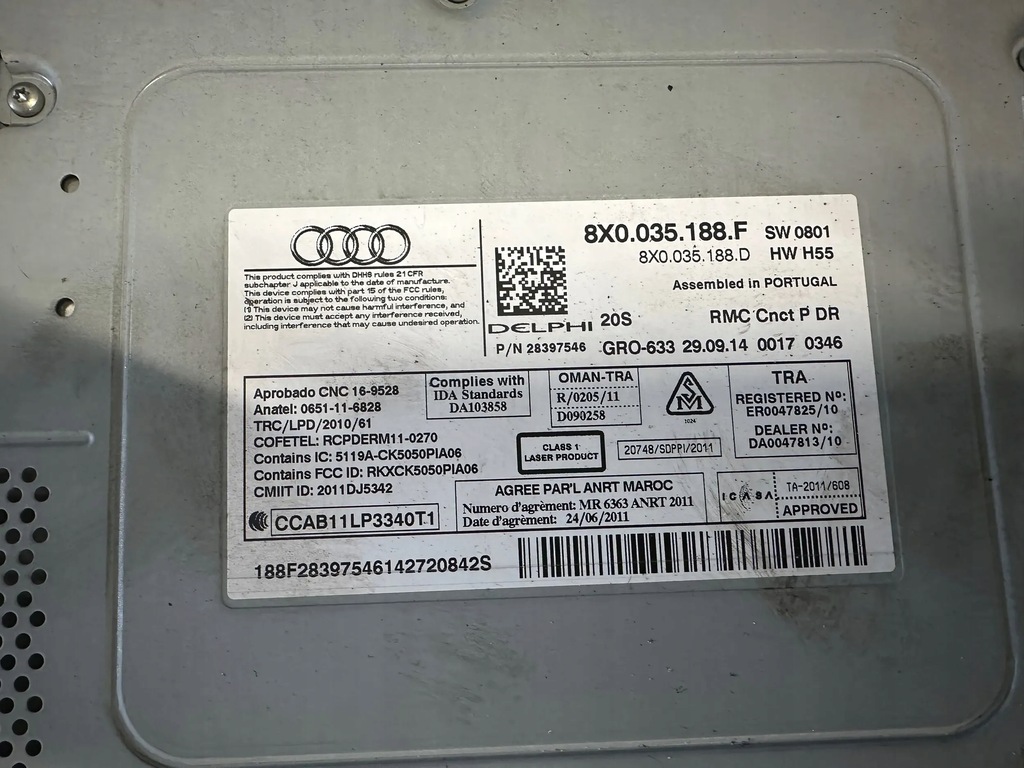 8X0.035.188.F SW 0801
8X0.035.188.D HW H55
Assembled in PORTUGAL
This product complies with DHHS rules 21 CFR
subchapter J applicable to the date of manufacture.
This device complies with part 15 of the FCC rules,
operation is subject to the following two conditions:
(1) This device may not cause harmful interference, and
(2) This device must accept any interference received,
including interference that may cause undesired operation.
DELPHI 20S RMC Cnct P DR
P/N 28397546 GRO-633 29.09.14 0017 0346
Aprobado CNC 16-9528
Anatel: 0651-11-6828
TRC/LPD/2010/61
COFETEL: RCPDERM11-0270
Contains IC: 5119A-CK5050PIA06
Contains FCC ID: RKXCK5050PIA06
CMIIT ID: 2011DJ5342
CCAB11LP3340T1
Complies with
IDA Standards
DA103858
OMAN-TRA
R/0205/11
D090258
SM
1024
TRA
REGISTERED Nº:
ER0047825/10
DEALER Nº:
DA0047813/10
CLASS 1
LASER PRODUCT
20748/SDPPI/2011
AGREE PAR'L ANRT MAROC
Numero d'agrément: MR 6363 ANRT 2011
Date d'agrément: 24/06/2011
ICASA
TA-2011/608
APPROVED
188F28397546142720842S